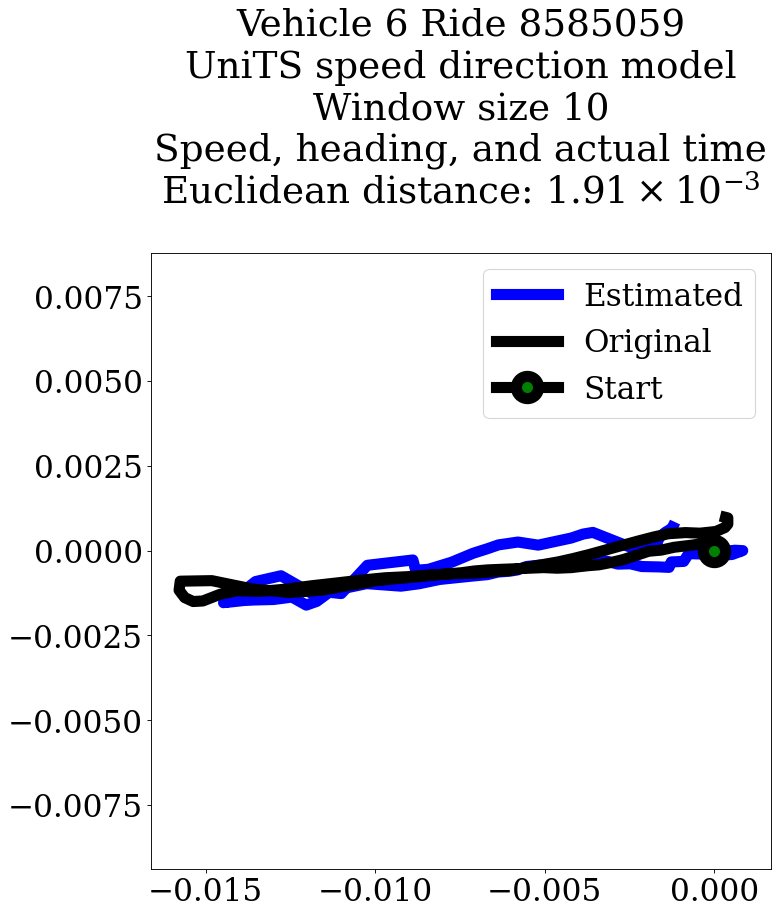 Vehicle 6 Ride 8585059
UniTS speed direction model
Window size 10
Speed, heading, and actual time
Euclidean distance: 1.91 × 10⁻³
Estimated
Original
Start
0.0075
0.0050
0.0025
0.0000
−0.0025
−0.0050
−0.0075
−0.015
−0.010
−0.005
0.000